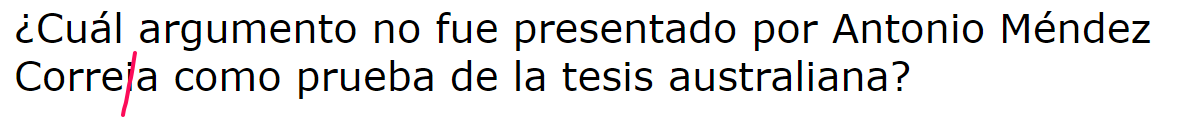 ¿Cuál argumento no fue presentado por Antonio Méndez
Correia como prueba de la tesis australiana?